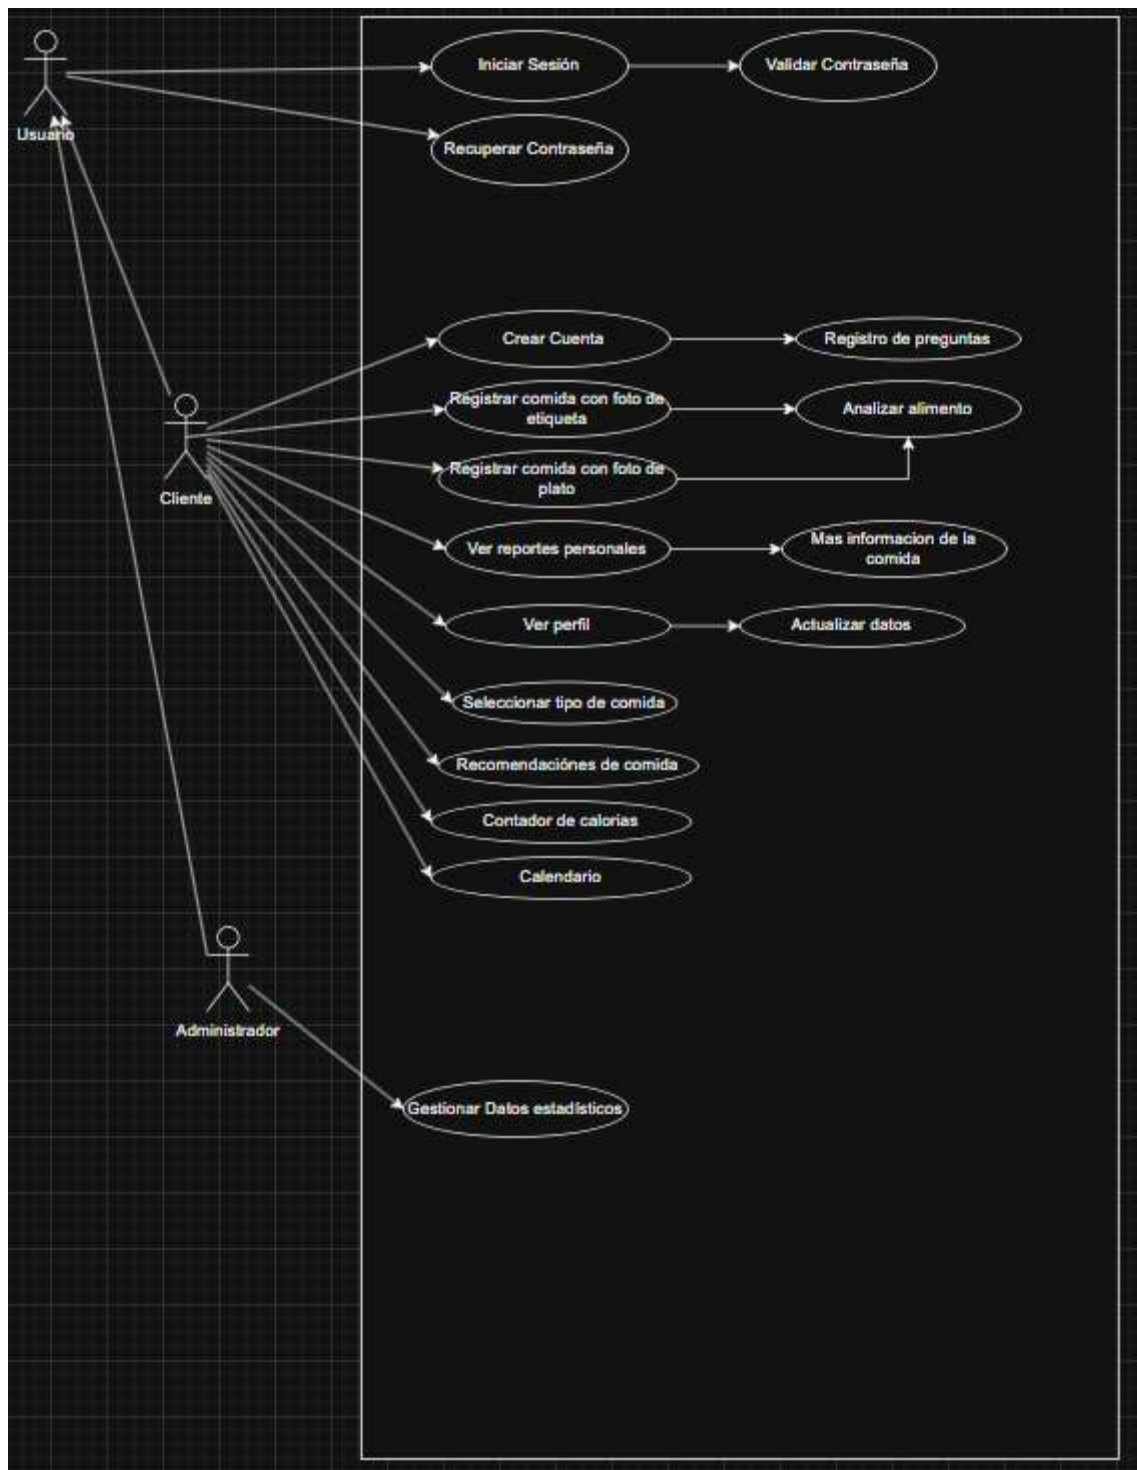 Iniciar Sesión
Validar Contraseña
Usuario
Recuperar Contraseña
Crear Cuenta
Registro de preguntas
Registrar comida con foto de
etiqueta
Analizar alimento
Registrar comida con foto de
plato
Cliente
Ver reportes personales
Mas informacion de la
comida
Ver perfil
Actualizar datos
Seleccionar tipo de comida
Recomendaciónes de comida
Contador de calorias
Calendario
Administrador
Gestionar Datos estadísticos